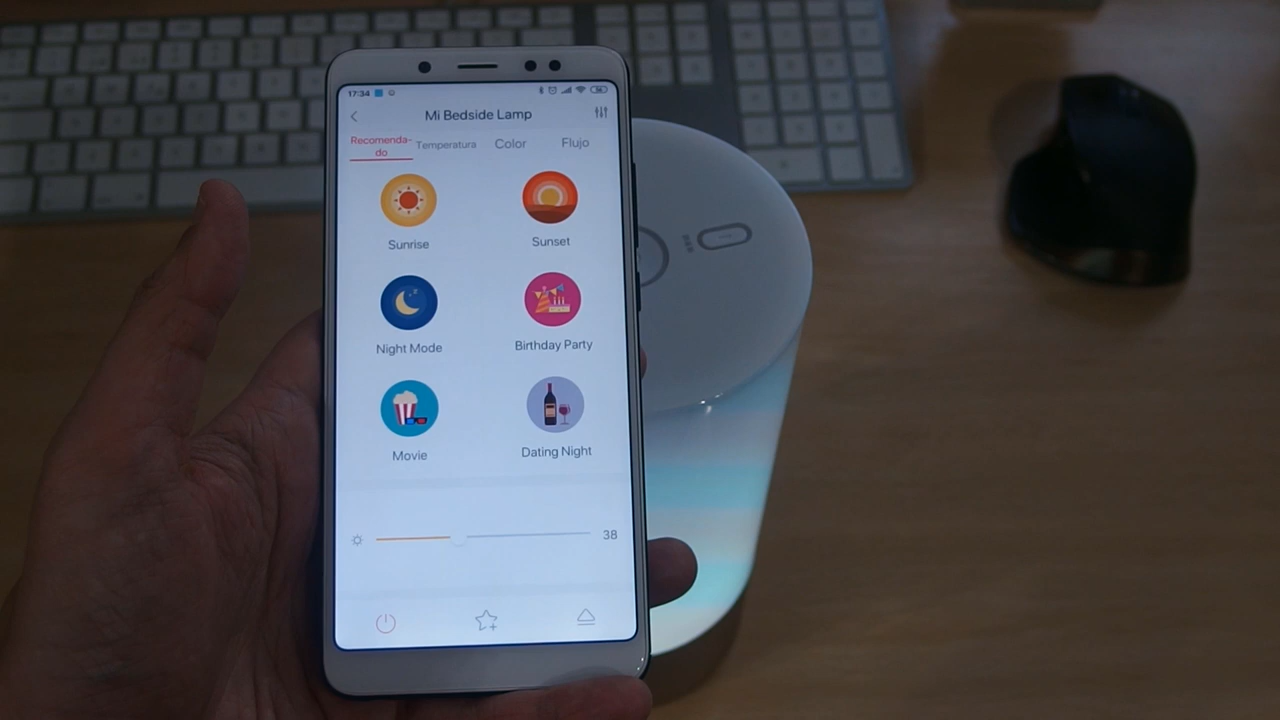 17:34
Mi Bedside Lamp
Recomenda-
do
Temperatura
Color
Flujo
Sunrise
Sunset
Night Mode
Birthday Party
Movie
Dating Night
38